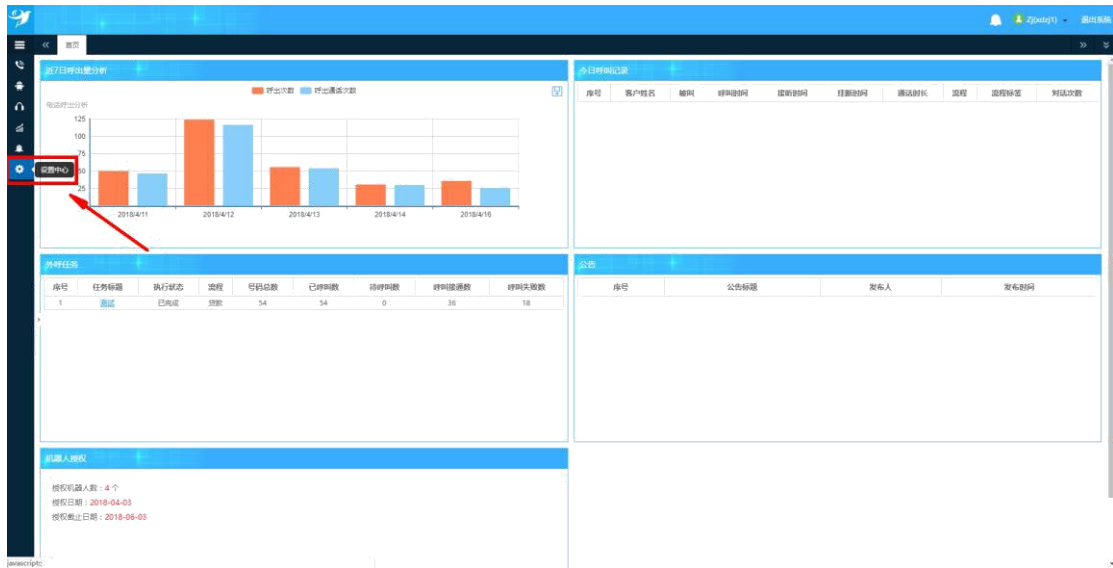 Zj(xdzj1) 退出系统
首页
近7日呼出量分析
呼出次数 呼出通话次数
电话呼出分析
125
100
75
50
25
2018/4/11 2018/4/12 2018/4/13 2018/4/14 2018/4/16
设置中心
今日呼叫记录
序号 客户姓名 被叫 呼叫时间 接听时间 挂断时间 通话时长 流程 流程标签 对话次数
外呼任务
序号 任务标题 执行状态 流程 号码总数 已呼叫数 待呼叫数 呼叫接通数 呼叫失败数
1 测试 已完成 贷款 54 54 0 36 18
公告
序号 公告标题 发布人 发布时间
机器人授权
授权机器人数：4 个
授权日期：2018-04-03
授权截止日期：2018-06-03
javascript: